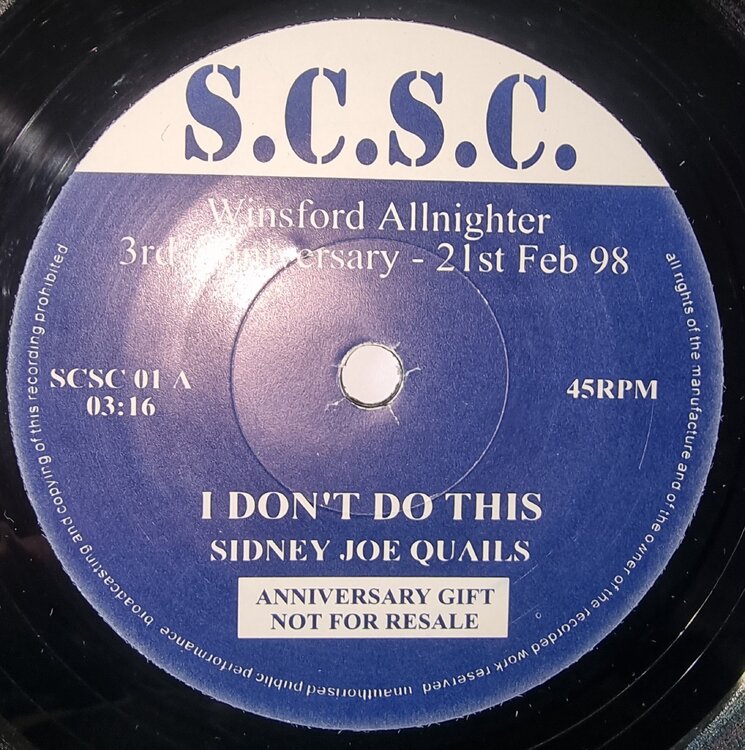 S.C.S.C.
Winsford Allnighter
3rd Anniversary - 21st Feb 98
SCSC 01 A
03:16
45RPM
I DON'T DO THIS
SIDNEY JOE QUAILS
ANNIVERSARY GIFT
NOT FOR RESALE
all rights of the manufacture and of the owner of the recorded work reserved unauthorised public performance broadcasting and copying of this recording prohibited